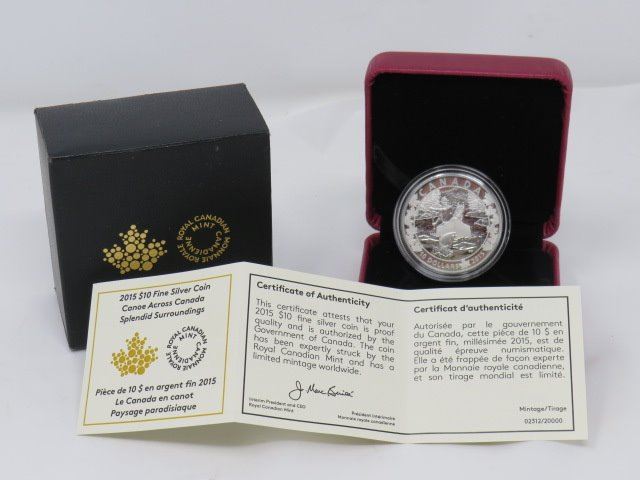 CANADA
10 DOLLARS 2015
ROYAL CANADIAN MINT
MONNAIE ROYALE CANADIENNE
2015 $10 Fine Silver Coin
Canoe Across Canada
Splendid Surroundings
ROYAL CANADIAN MINT
MONNAIE ROYALE CANADIENNE
Pièce de 10 $ en argent fin 2015
Le Canada en canot
Paysage paradisiaque
Certificate of Authenticity
This certificate attests that your
2015 $10 fine silver coin is proof
quality and is authorized by the
Government of Canada. The coin
has been expertly struck by the
Royal Canadian Mint and has a
limited mintage worldwide.
Interim President and CEO
Royal Canadian Mint
Président intérimaire
Monnaie royale canadienne
Certificat d'authenticité
Autorisée par le gouvernement
du Canada, cette pièce de 10 $ en
argent fin, millésimée 2015, est
de qualité épreuve numismatique.
Elle a été frappée de façon experte
par la Monnaie royale canadienne,
et son tirage mondial est limité.
Mintage/Tirage
02312/20000